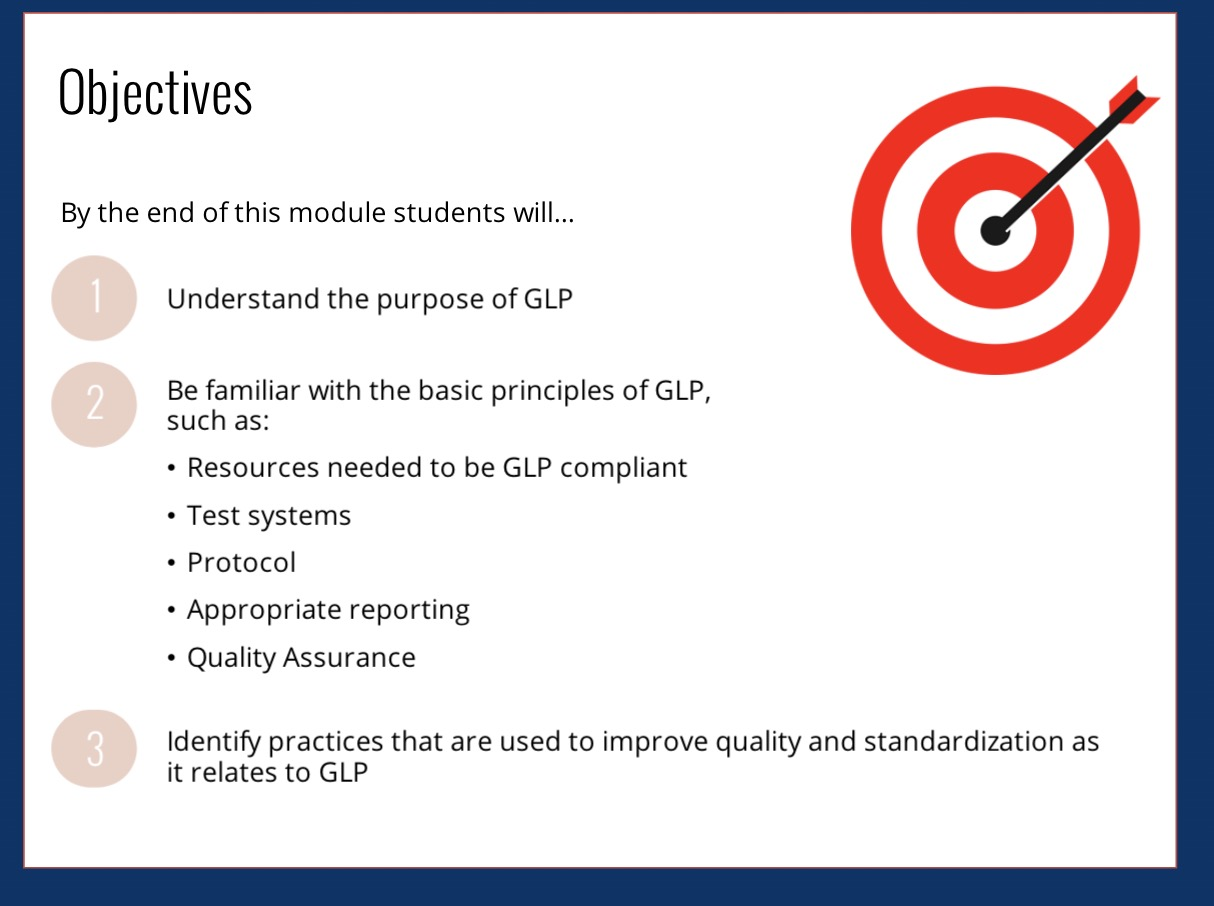 Objectives
By the end of this module students will...
1
Understand the purpose of GLP
2
Be familiar with the basic principles of GLP,
such as:
• Resources needed to be GLP compliant
• Test systems
• Protocol
• Appropriate reporting
• Quality Assurance
3
Identify practices that are used to improve quality and standardization as
it relates to GLP